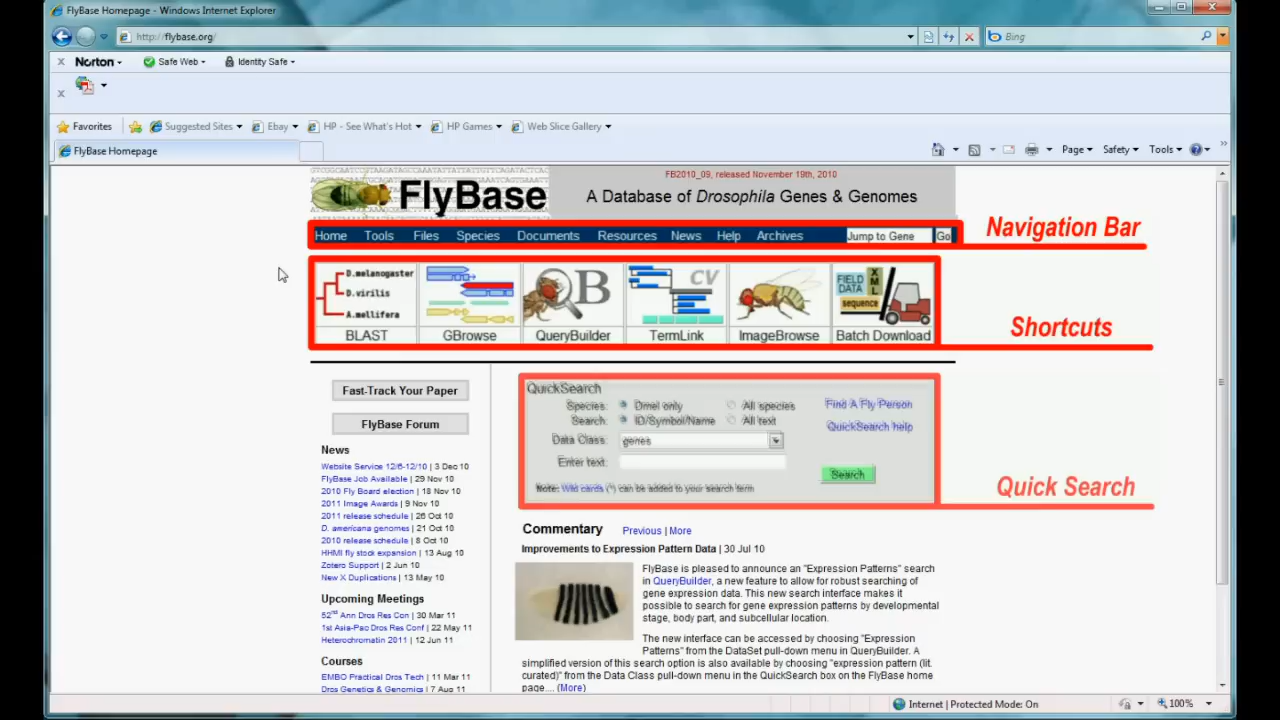 FlyBase Homepage - Windows Internet Explorer
http://flybase.org/
Bing
x Norton Safe Web Identity Safe
x
Favorites Suggested Sites Ebay HP - See What's Hot HP Games Web Slice Gallery
FlyBase Homepage Page Safety Tools
FB2010_09, released November 19th, 2010
FlyBase A Database of Drosophila Genes & Genomes
Navigation Bar
Home Tools Files Species Documents Resources News Help Archives Jump to Gene Go
D.melanogaster
D.virilis
A.mellifera
B
CV
FIELD DATA
XML
sequence
Shortcuts
BLAST GBrowse QueryBuilder TermLink ImageBrowse Batch Download
Fast-Track Your Paper
FlyBase Forum
News
Website Service 12/6-12/10 | 3 Dec 10
FlyBase Job Available | 29 Nov 10
2010 Fly Board election | 18 Nov 10
2011 Image Awards | 9 Nov 10
2011 release schedule | 26 Oct 10
D. americana genomes | 21 Oct 10
2010 release schedule | 8 Oct 10
HHMI fly stock expansion | 13 Aug 10
Zotero Support | 2 Jun 10
New X Duplications | 13 May 10
Upcoming Meetings
52nd Ann Dros Res Con | 30 Mar 11
1st Asia-Pao Dros Res Conf | 22 May 11
Heterochromatin 2011 | 12 Jun 11
Courses
EMBO Practical Dros Tech | 11 Mar 11
Dros Genetics & Genomics | 7 Aug 11
QuickSearch
Species: Dmel only All species Find A Fly Person
Search: ID/Symbol/Name All text QuickSearch help
Data Class: genes
Enter text:
Search
Note: Wild cards (*) can be added to your search term
Quick Search
Commentary Previous | More
Improvements to Expression Pattern Data | 30 Jul 10
FlyBase is pleased to announce an "Expression Patterns" search
in QueryBuilder, a new feature to allow for robust searching of
gene expression data. This new search interface makes it
possible to search for gene expression patterns by developmental
stage, body part, and subcellular location.
The new interface can be accessed by choosing "Expression
Patterns" from the DataSet pull-down menu in QueryBuilder. A
simplified version of this search option is also available by choosing "expression pattern (lit.
curated)" from the Data Class pull-down menu in the QuickSearch box on the FlyBase home
page.... (More)
Internet | Protected Mode: On 100%